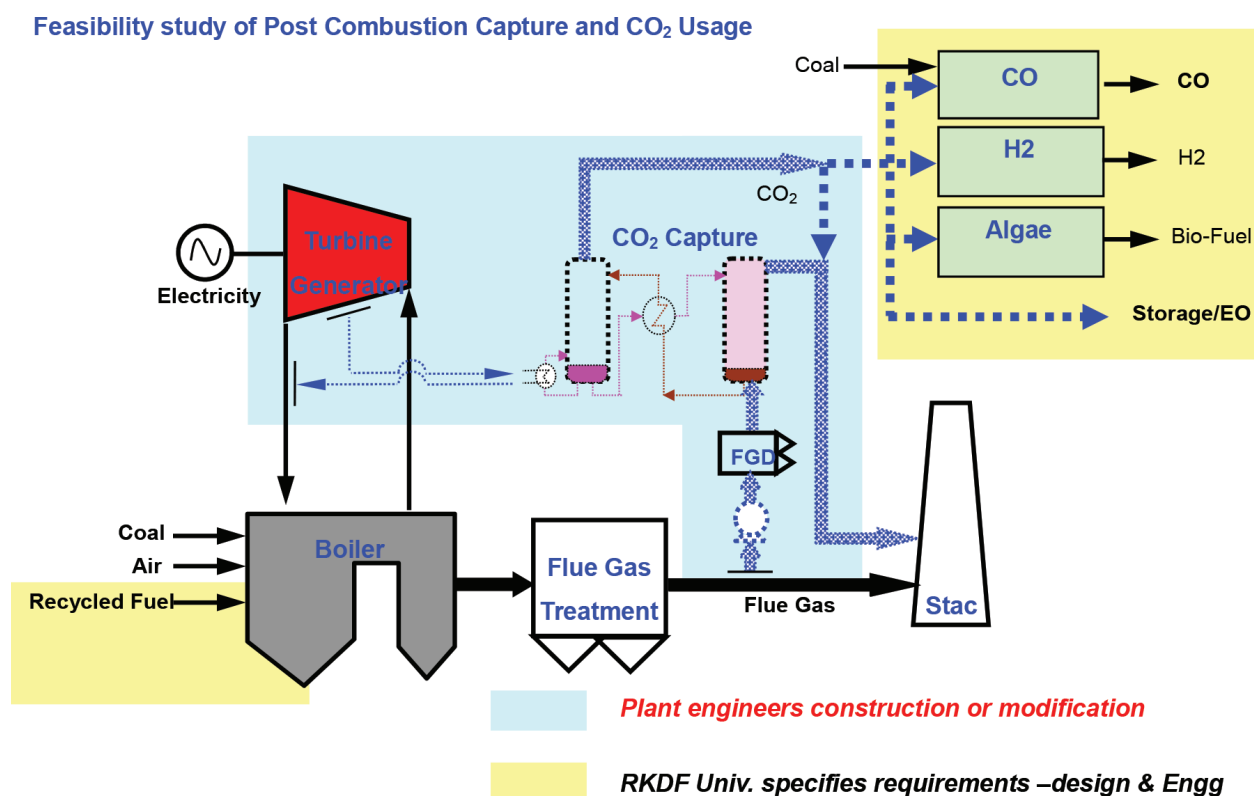 Feasibility study of Post Combustion Capture and CO₂ Usage
Coal
CO
CO
H2
H2
CO₂
Algae
Bio-Fuel
Storage/EO
Turbine
Generator
Electricity
CO₂ Capture
FGD
Coal
Air
Recycled Fuel
Boiler
Flue Gas
Treatment
Flue Gas
Stac
Plant engineers construction or modification
RKDF Univ. specifies requirements –design & Engg